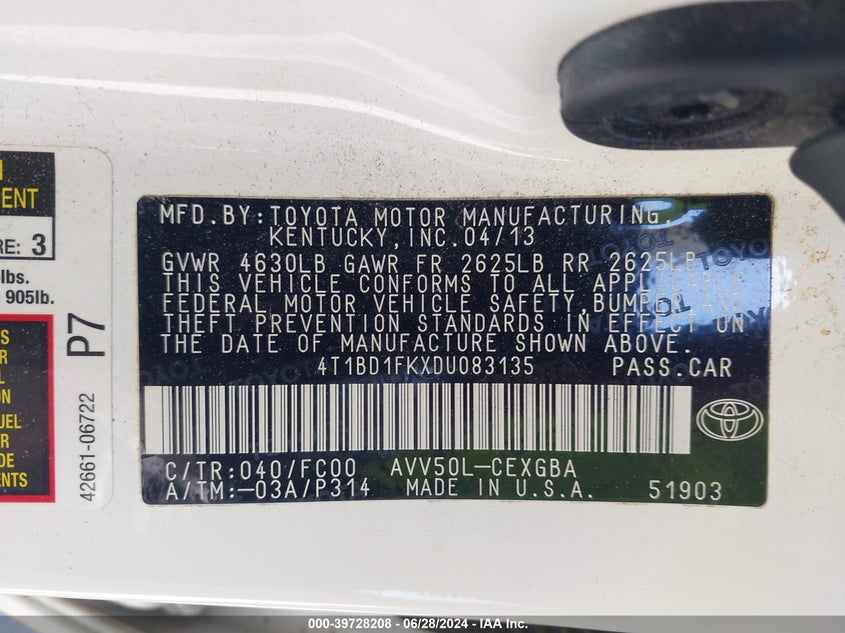 ENT
RE: 3
lbs.
905lb.
P7
42661-06722
UEL
MFD.BY:TOYOTA MOTOR MANUFACTURING,
KENTUCKY,INC.04/13
GVWR 4630LB GAWR FR 2625LB RR 2625LB
THIS VEHICLE CONFORMS TO ALL APPLICABLE
FEDERAL MOTOR VEHICLE SAFETY,BUMPER AND
THEFT PREVENTION STANDARDS IN EFFECT ON
THE DATE OF MANUFACTURE SHOWN ABOVE.
4T1BD1FKXDU083135 PASS.CAR
C/TR:040/FC00 AVV50L-CEXGBA
A/TM:-03A/P314 MADE IN U.S.A. 51903
000-39728208 - 06/28/2024 - IAA Inc.